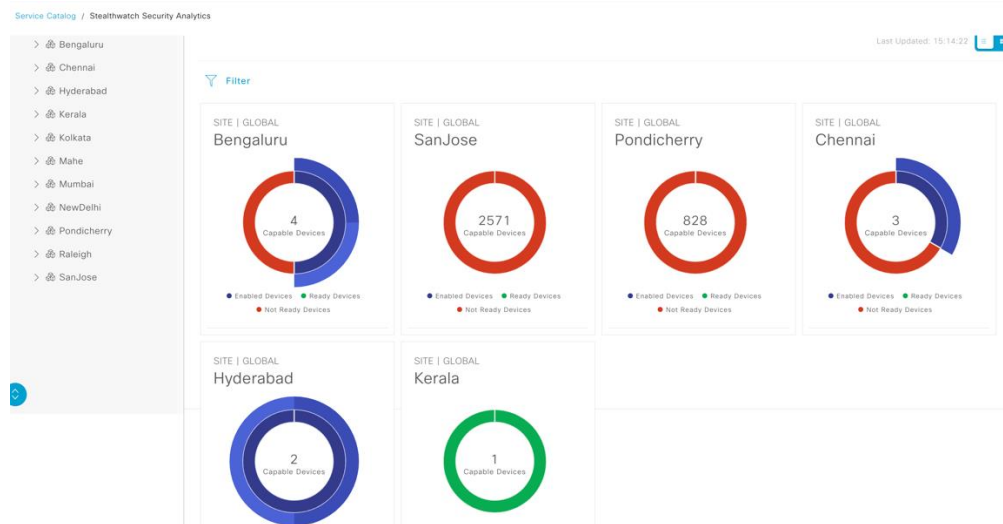 Service Catalog / Stealthwatch Security Analytics
Bengaluru
Chennai
Hyderabad
Kerala
Kolkata
Mahe
Mumbai
NewDelhi
Pondicherry
Raleigh
SanJose
Last Updated: 15:14:22
Filter
SITE | GLOBAL
Bengaluru
4
Capable Devices
Enabled Devices Ready Devices
Not Ready Devices
SITE | GLOBAL
SanJose
2571
Capable Devices
Enabled Devices Ready Devices
Not Ready Devices
SITE | GLOBAL
Pondicherry
828
Capable Devices
Enabled Devices Ready Devices
Not Ready Devices
SITE | GLOBAL
Chennai
3
Capable Devices
Enabled Devices Ready Devices
Not Ready Devices
SITE | GLOBAL
Hyderabad
2
Capable Devices
SITE | GLOBAL
Kerala
1
Capable Devices